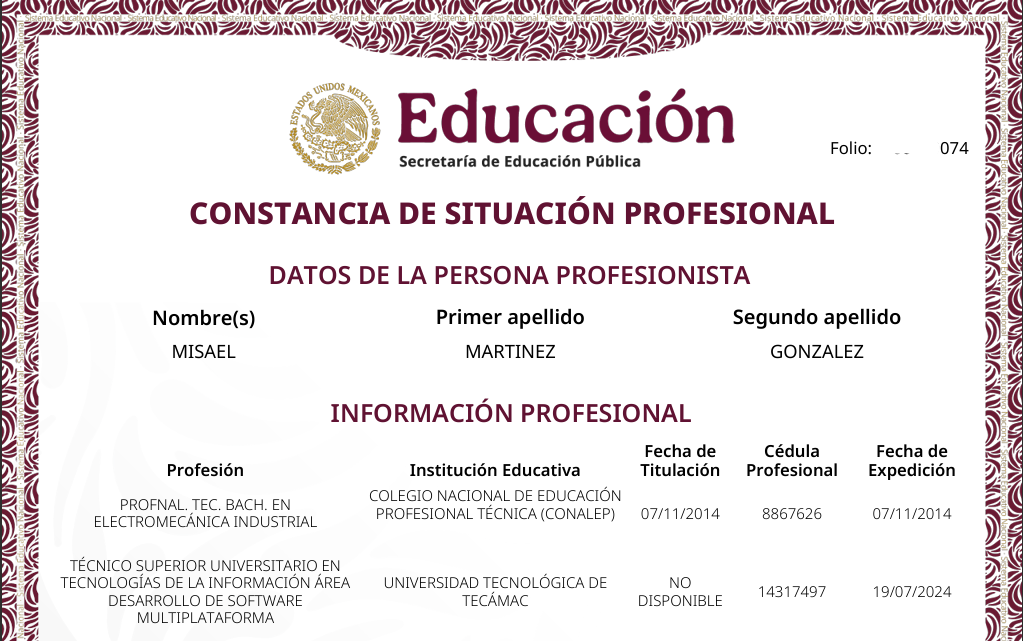 Sistema Educativo Nacional - Sistema Educativo Nacional - Sistema Educativo Nacional - Sistema Educativo Nacional - Sistema Educativo Nacional - Sistema Educativo Nacional - Sistema Educativo Nacional - Sistema Educativo Nacional
ESTADOS UNIDOS MEXICANOS
Educación
Secretaría de Educación Pública
Folio: 074
CONSTANCIA DE SITUACIÓN PROFESIONAL
DATOS DE LA PERSONA PROFESIONISTA
Nombre(s) Primer apellido Segundo apellido
MISAEL MARTINEZ GONZALEZ
INFORMACIÓN PROFESIONAL
Profesión Institución Educativa Fecha de Titulación Cédula Profesional Fecha de Expedición
PROFNAL. TEC. BACH. EN
ELECTROMECÁNICA INDUSTRIAL
COLEGIO NACIONAL DE EDUCACIÓN
PROFESIONAL TÉCNICA (CONALEP)
07/11/2014
8867626
07/11/2014
TÉCNICO SUPERIOR UNIVERSITARIO EN
TECNOLOGÍAS DE LA INFORMACIÓN ÁREA
DESARROLLO DE SOFTWARE
MULTIPLATAFORMA
UNIVERSIDAD TECNOLÓGICA DE
TECÁMAC
NO
DISPONIBLE
14317497
19/07/2024